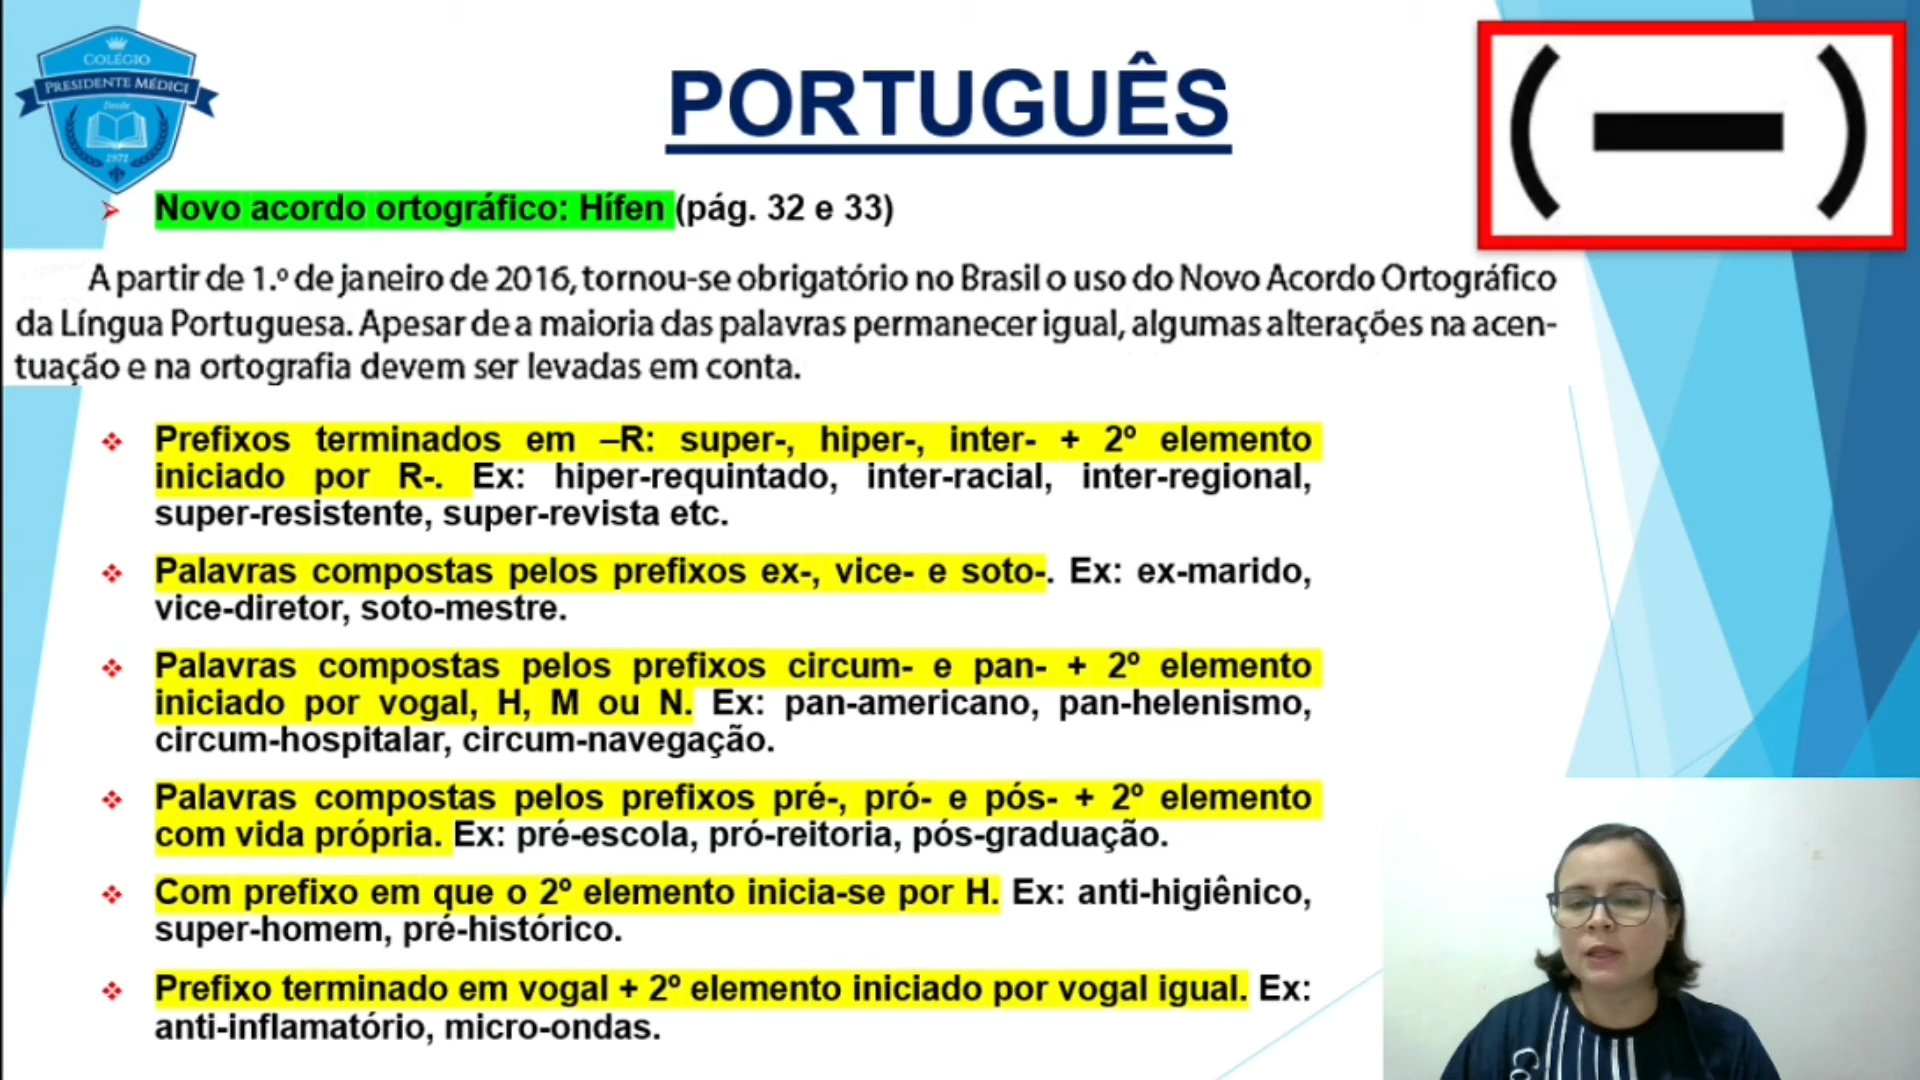 COLÉGIO
PRESIDENTE MÉDICI
Desde
1971
PORTUGUÊS
(—)
Novo acordo ortográfico: Hífen (pág. 32 e 33)
A partir de 1.º de janeiro de 2016, tornou-se obrigatório no Brasil o uso do Novo Acordo Ortográfico
da Língua Portuguesa. Apesar de a maioria das palavras permanecer igual, algumas alterações na acen-
tuação e na ortografia devem ser levadas em conta.
Prefixos terminados em –R: super-, hiper-, inter- + 2º elemento
iniciado por R-. Ex: hiper-requintado, inter-racial, inter-regional,
super-resistente, super-revista etc.
Palavras compostas pelos prefixos ex-, vice- e soto-. Ex: ex-marido,
vice-diretor, soto-mestre.
Palavras compostas pelos prefixos circum- e pan- + 2º elemento
iniciado por vogal, H, M ou N. Ex: pan-americano, pan-helenismo,
circum-hospitalar, circum-navegação.
Palavras compostas pelos prefixos pré-, pró- e pós- + 2º elemento
com vida própria. Ex: pré-escola, pró-reitoria, pós-graduação.
Com prefixo em que o 2º elemento inicia-se por H. Ex: anti-higiênico,
super-homem, pré-histórico.
Prefixo terminado em vogal + 2º elemento iniciado por vogal igual. Ex:
anti-inflamatório, micro-ondas.